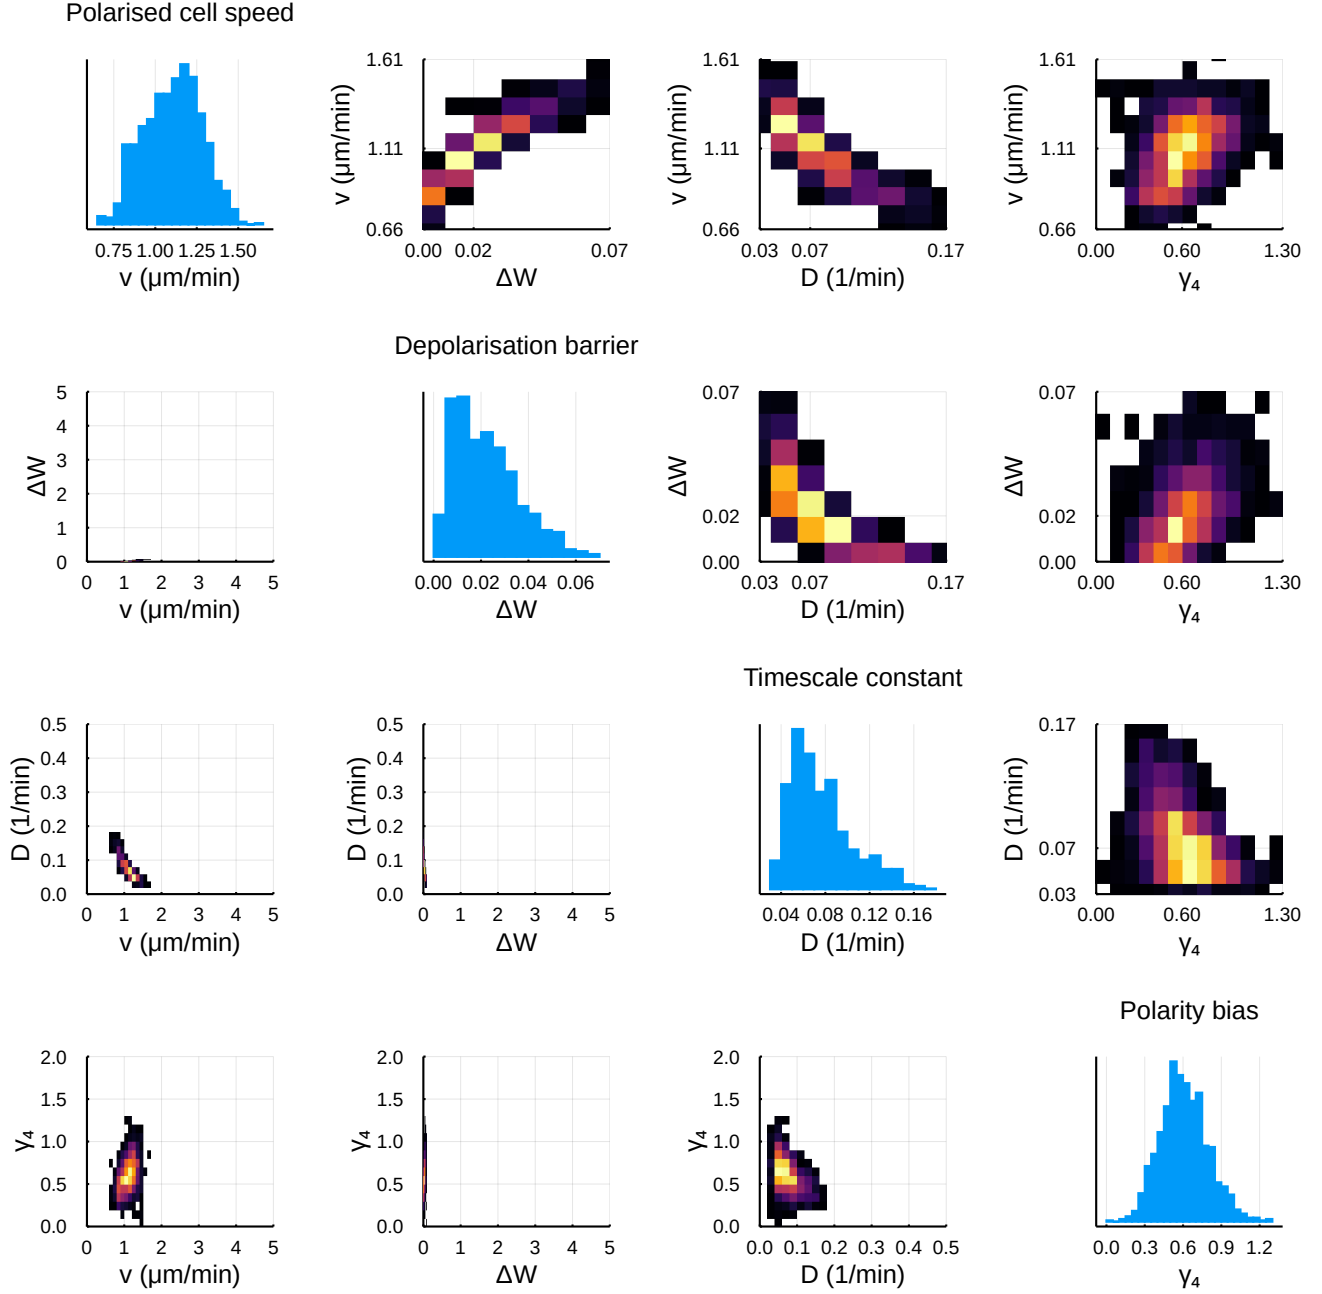 Polarised cell speed
v (μm/min)
0.75 1.00 1.25 1.50
v (μm/min)
1.61
1.11
0.66
0.00 0.02 0.07
ΔW
v (μm/min)
1.61
1.11
0.66
0.03 0.07 0.17
D (1/min)
v (μm/min)
1.61
1.11
0.66
0.00 0.60 1.30
γ₄
Depolarisation barrier
ΔW
5
4
3
2
1
0
0 1 2 3 4 5
v (μm/min)
0.00 0.02 0.04 0.06
ΔW
ΔW
0.07
0.02
0.00
0.03 0.07 0.17
D (1/min)
ΔW
0.07
0.02
0.00
0.00 0.60 1.30
γ₄
Timescale constant
D (1/min)
0.5
0.4
0.3
0.2
0.1
0.0
0 1 2 3 4 5
v (μm/min)
D (1/min)
0.5
0.4
0.3
0.2
0.1
0.0
0 1 2 3 4 5
ΔW
0.04 0.08 0.12 0.16
D (1/min)
D (1/min)
0.17
0.07
0.03
0.00 0.60 1.30
γ₄
Polarity bias
γ₄
2.0
1.5
1.0
0.5
0.0
0 1 2 3 4 5
v (μm/min)
γ₄
2.0
1.5
1.0
0.5
0.0
0 1 2 3 4 5
ΔW
γ₄
2.0
1.5
1.0
0.5
0.0
0.0 0.1 0.2 0.3 0.4 0.5
D (1/min)
0.0 0.3 0.6 0.9 1.2
γ₄